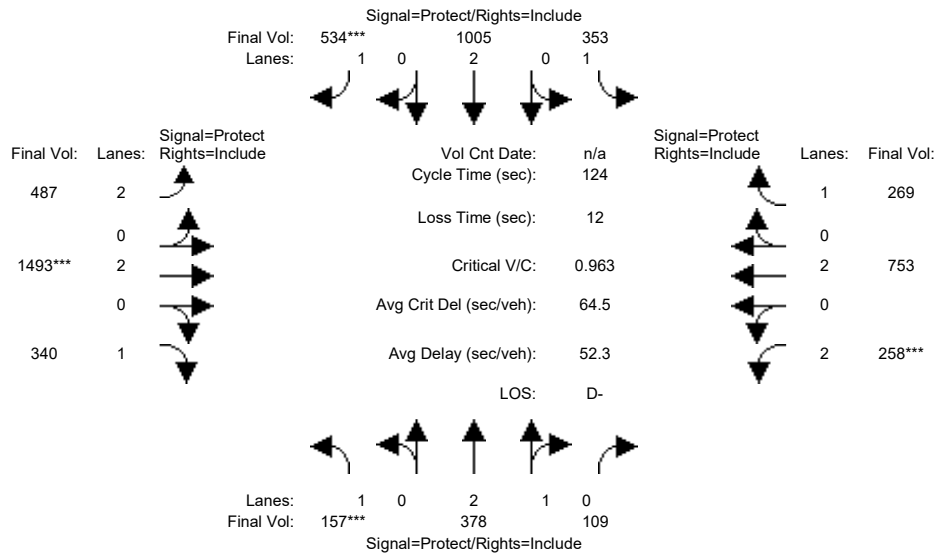 Signal=Protect/Rights=Include
Final Vol: 534*** 1005 353
Lanes: 1 0 2 0 1
Signal=Protect
Final Vol: Lanes: Rights=Include
Vol Cnt Date: n/a
Signal=Protect
Rights=Include Lanes: Final Vol:
Cycle Time (sec): 124
487 2
1 269
Loss Time (sec): 12
0
0
1493*** 2
Critical V/C: 0.963
2 753
0
Avg Crit Del (sec/veh): 64.5
0
340 1
Avg Delay (sec/veh): 52.3
2 258***
LOS: D-
Lanes: 1 0 2 1 0
Final Vol: 157*** 378 109
Signal=Protect/Rights=Include